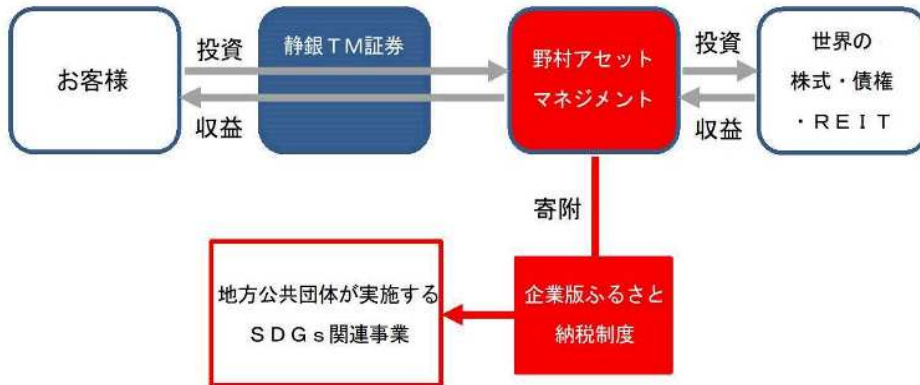 お客様
投資
収益
静銀ＴＭ証券
野村アセット
マネジメント
投資
収益
世界の
株式・債権
・ＲＥＩＴ
寄附
地方公共団体が実施する
ＳＤＧｓ関連事業
企業版ふるさと
納税制度